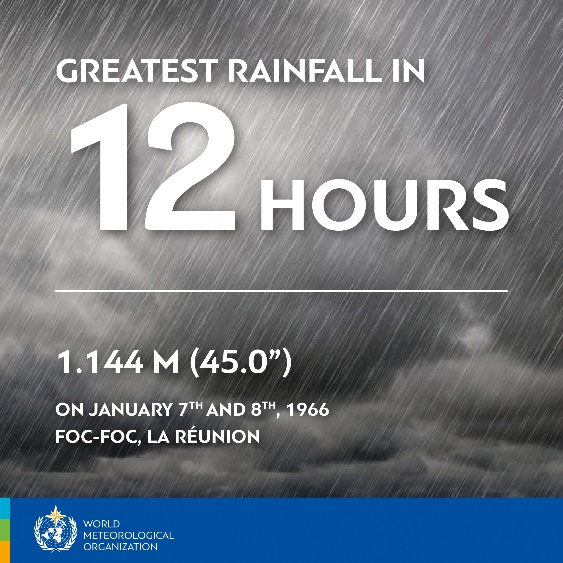 GREATEST RAINFALL IN
12 HOURS
1.144 M (45.0”)
ON JANUARY 7TH AND 8TH, 1966
FOC-FOC, LA RÉUNION
WORLD
METEOROLOGICAL
ORGANIZATION